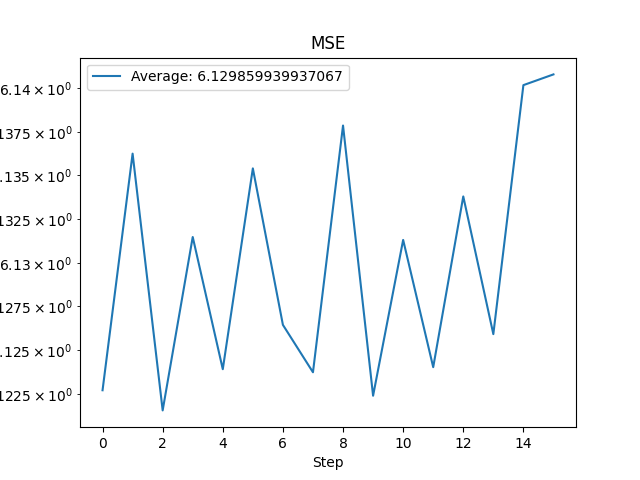 MSE
Average: 6.129859939937067
6.14 × 10⁰
1375 × 10⁰
.135 × 10⁰
1325 × 10⁰
6.13 × 10⁰
1275 × 10⁰
.125 × 10⁰
1225 × 10⁰
0 2 4 6 8 10 12 14
Step